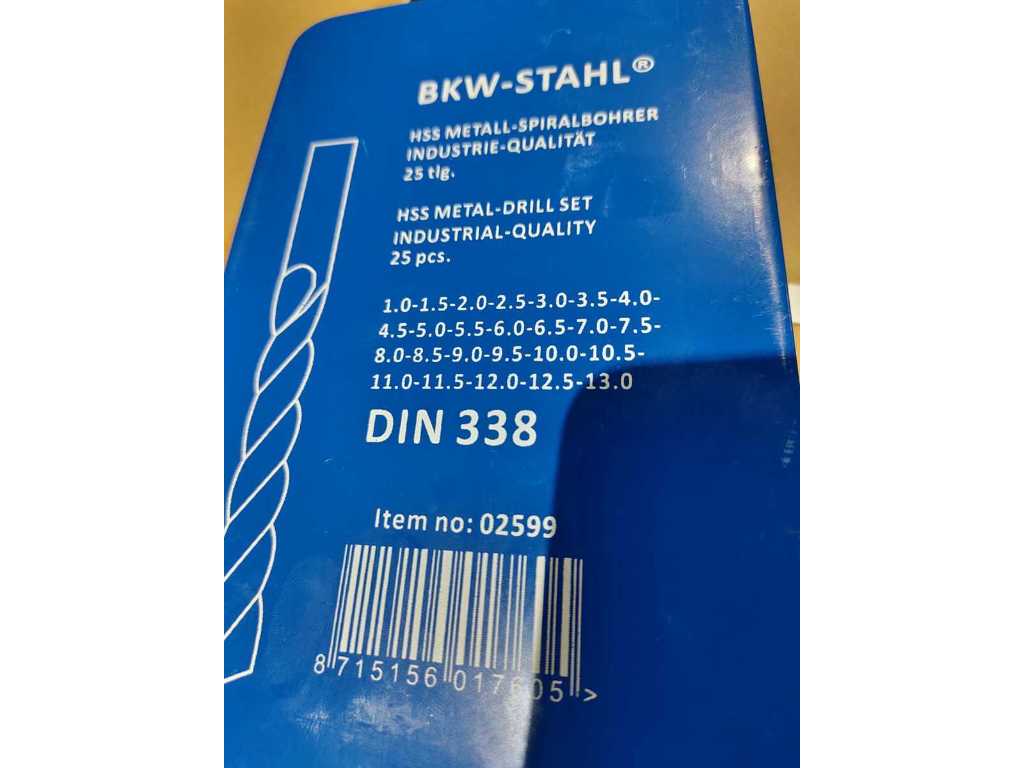 BKW-STAHL®
HSS METALL-SPIRALBOHRER
INDUSTRIE-QUALITÄT
25 tlg.
HSS METAL-DRILL SET
INDUSTRIAL-QUALITY
25 pcs.
1.0-1.5-2.0-2.5-3.0-3.5-4.0-
4.5-5.0-5.5-6.0-6.5-7.0-7.5-
8.0-8.5-9.0-9.5-10.0-10.5-
11.0-11.5-12.0-12.5-13.0
DIN 338
Item no: 02599
8 715156 017605 >